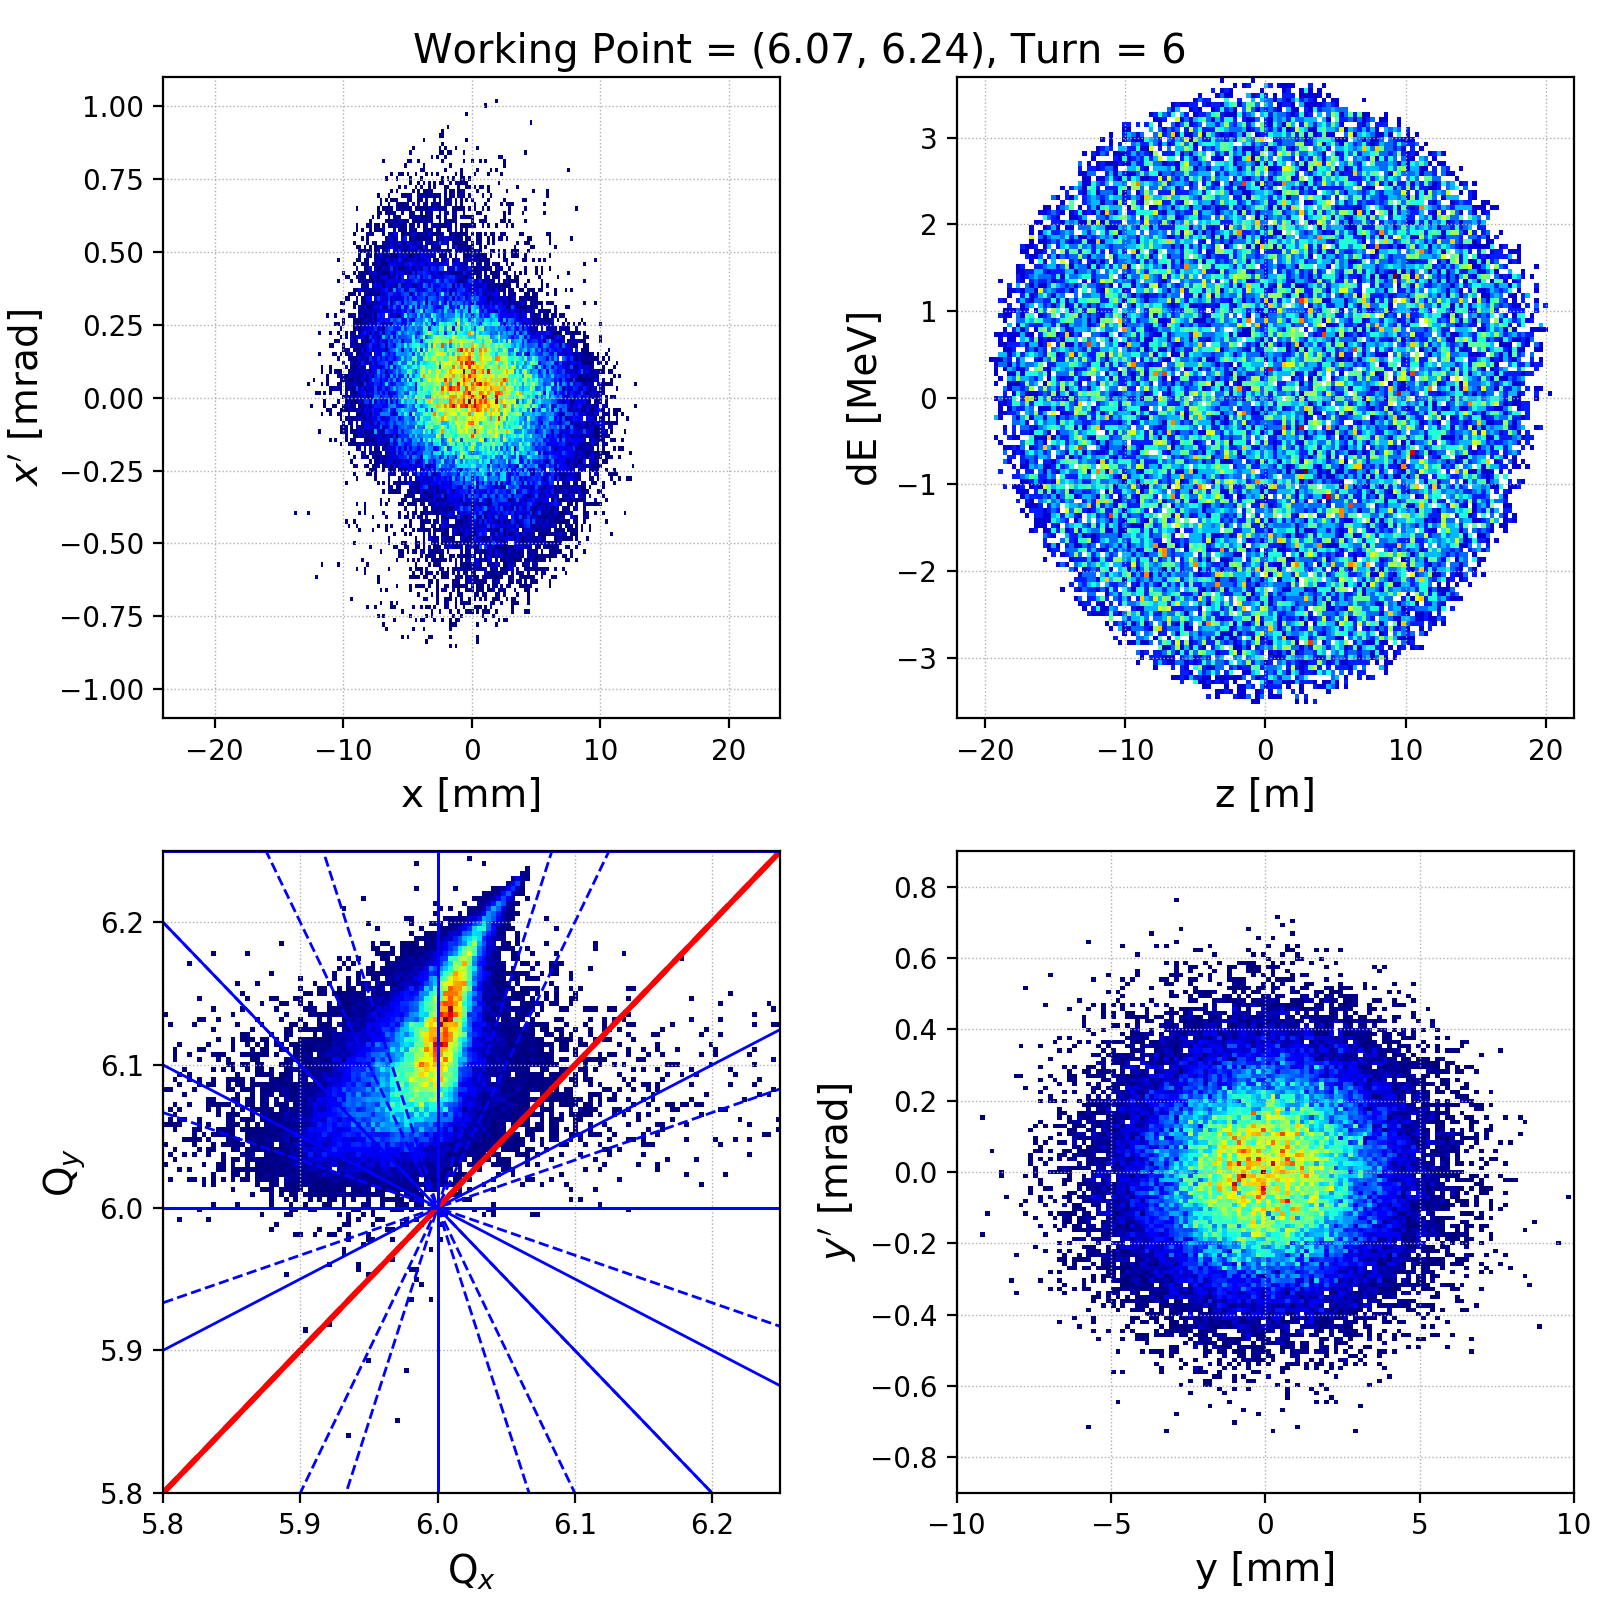 Working Point = (6.07, 6.24), Turn = 6
1.00
0.75
0.50
0.25
0.00
−0.25
−0.50
−0.75
−1.00
x′ [mrad]
−20 −10 0 10 20
x [mm]
3
2
1
0
−1
−2
−3
dE [MeV]
−20 −10 0 10 20
z [m]
6.2
6.1
6.0
5.9
5.8
Qy
5.8 5.9 6.0 6.1 6.2
Qx
0.8
0.6
0.4
0.2
0.0
−0.2
−0.4
−0.6
−0.8
y′ [mrad]
−10 −5 0 5 10
y [mm]